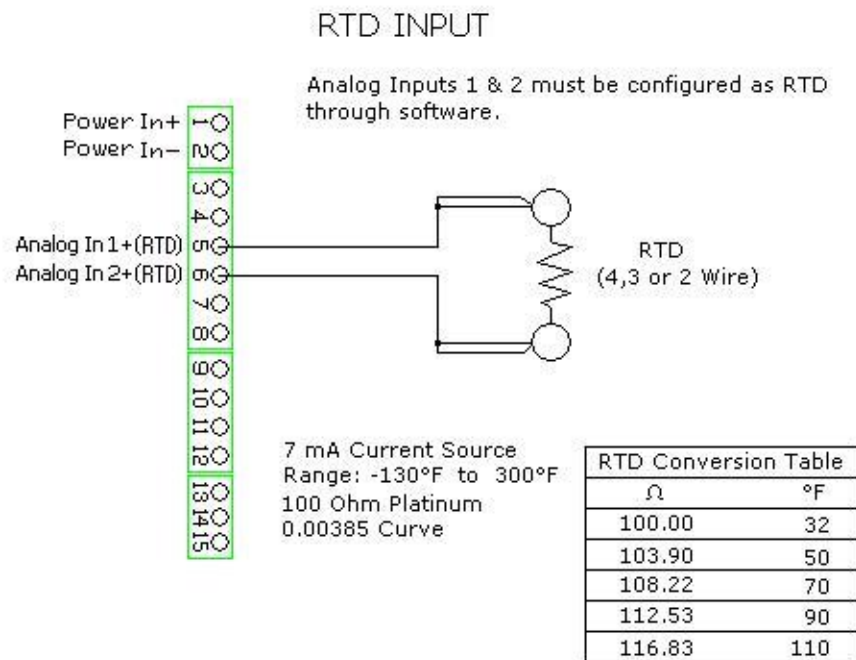 RTD INPUT
Analog Inputs 1 & 2 must be configured as RTD
through software.
Power In+
Power In-
1
2
3
4
Analog In 1+(RTD)
5
Analog In 2+(RTD)
6
7
8
9
10
11
12
13
14
15
RTD
(4,3 or 2 Wire)
7 mA Current Source
Range: -130°F to 300°F
100 Ohm Platinum
0.00385 Curve
RTD Conversion Table
Ω °F
100.00 32
103.90 50
108.22 70
112.53 90
116.83 110